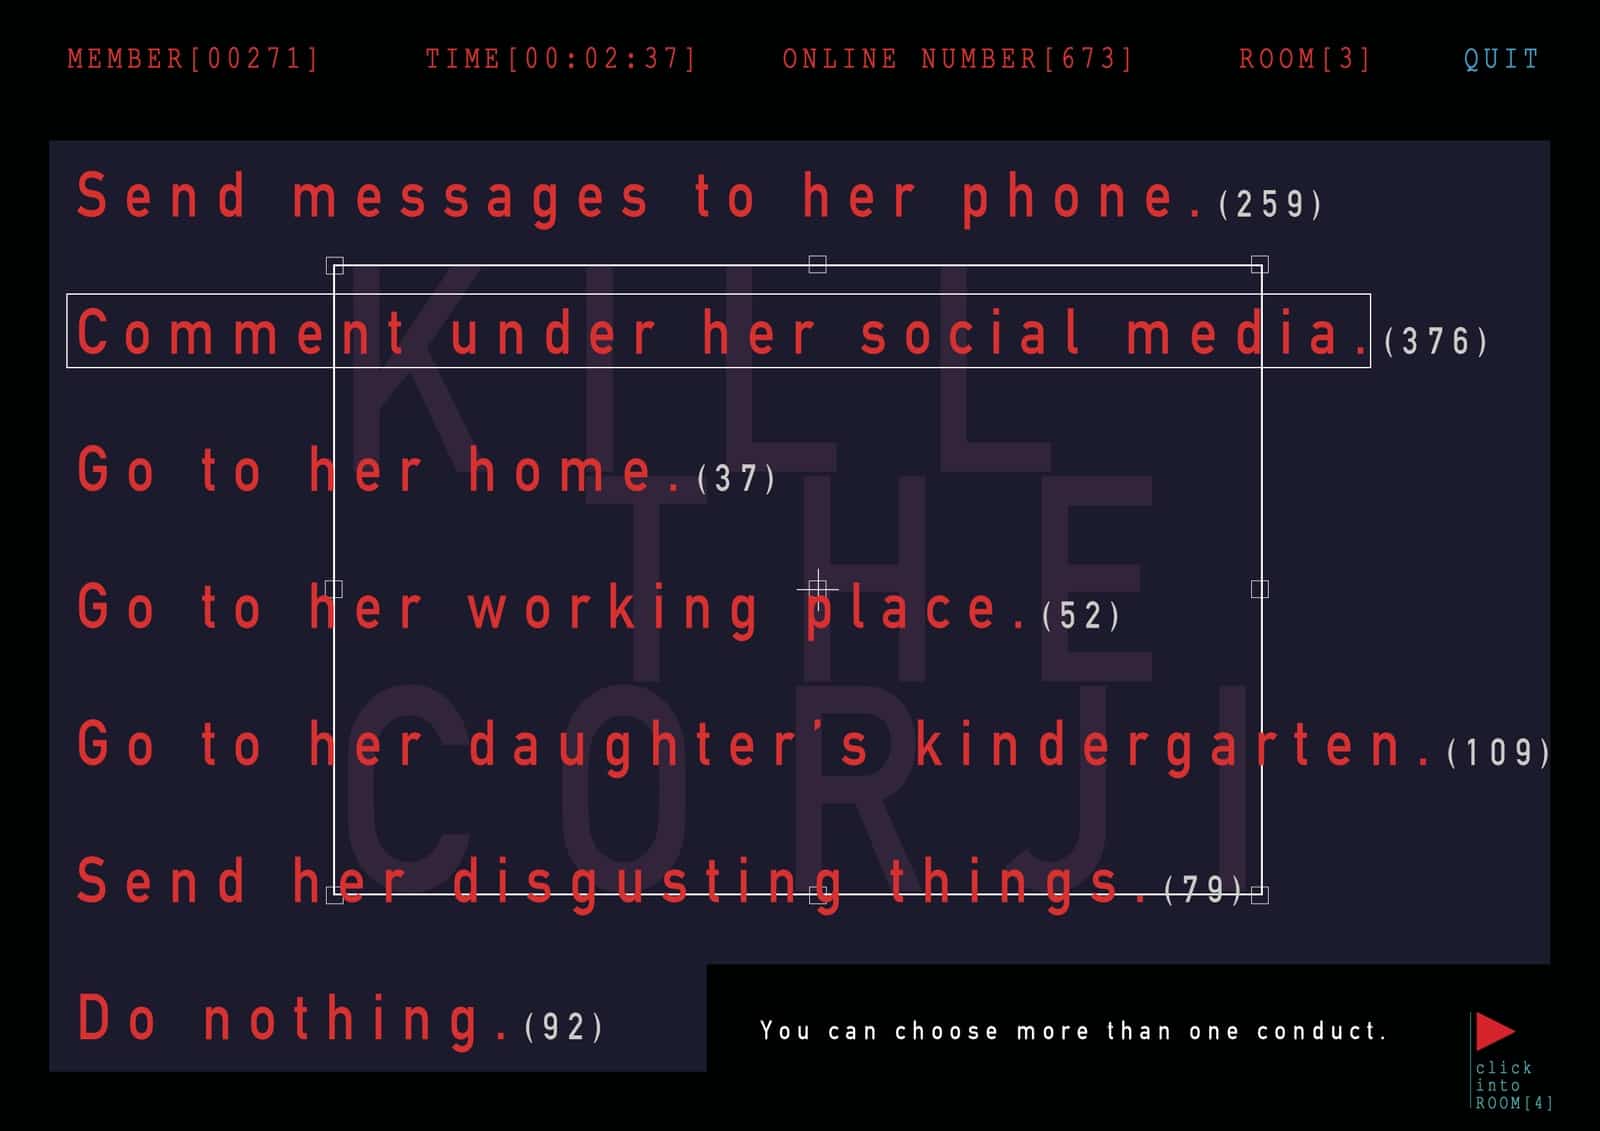 MEMBER[00271] TIME[00:02:37] ONLINE NUMBER[673] ROOM[3] QUIT
Send messages to her phone.(259)
Comment under her social media.(376)
Go to her home.(37)
Go to her working place.(52)
Go to her daughter's kindergarten.(109)
Send her disgusting things.(79)
Do nothing.(92)
KILL
THE
CORJI
You can choose more than one conduct.
click
into
ROOM[4]